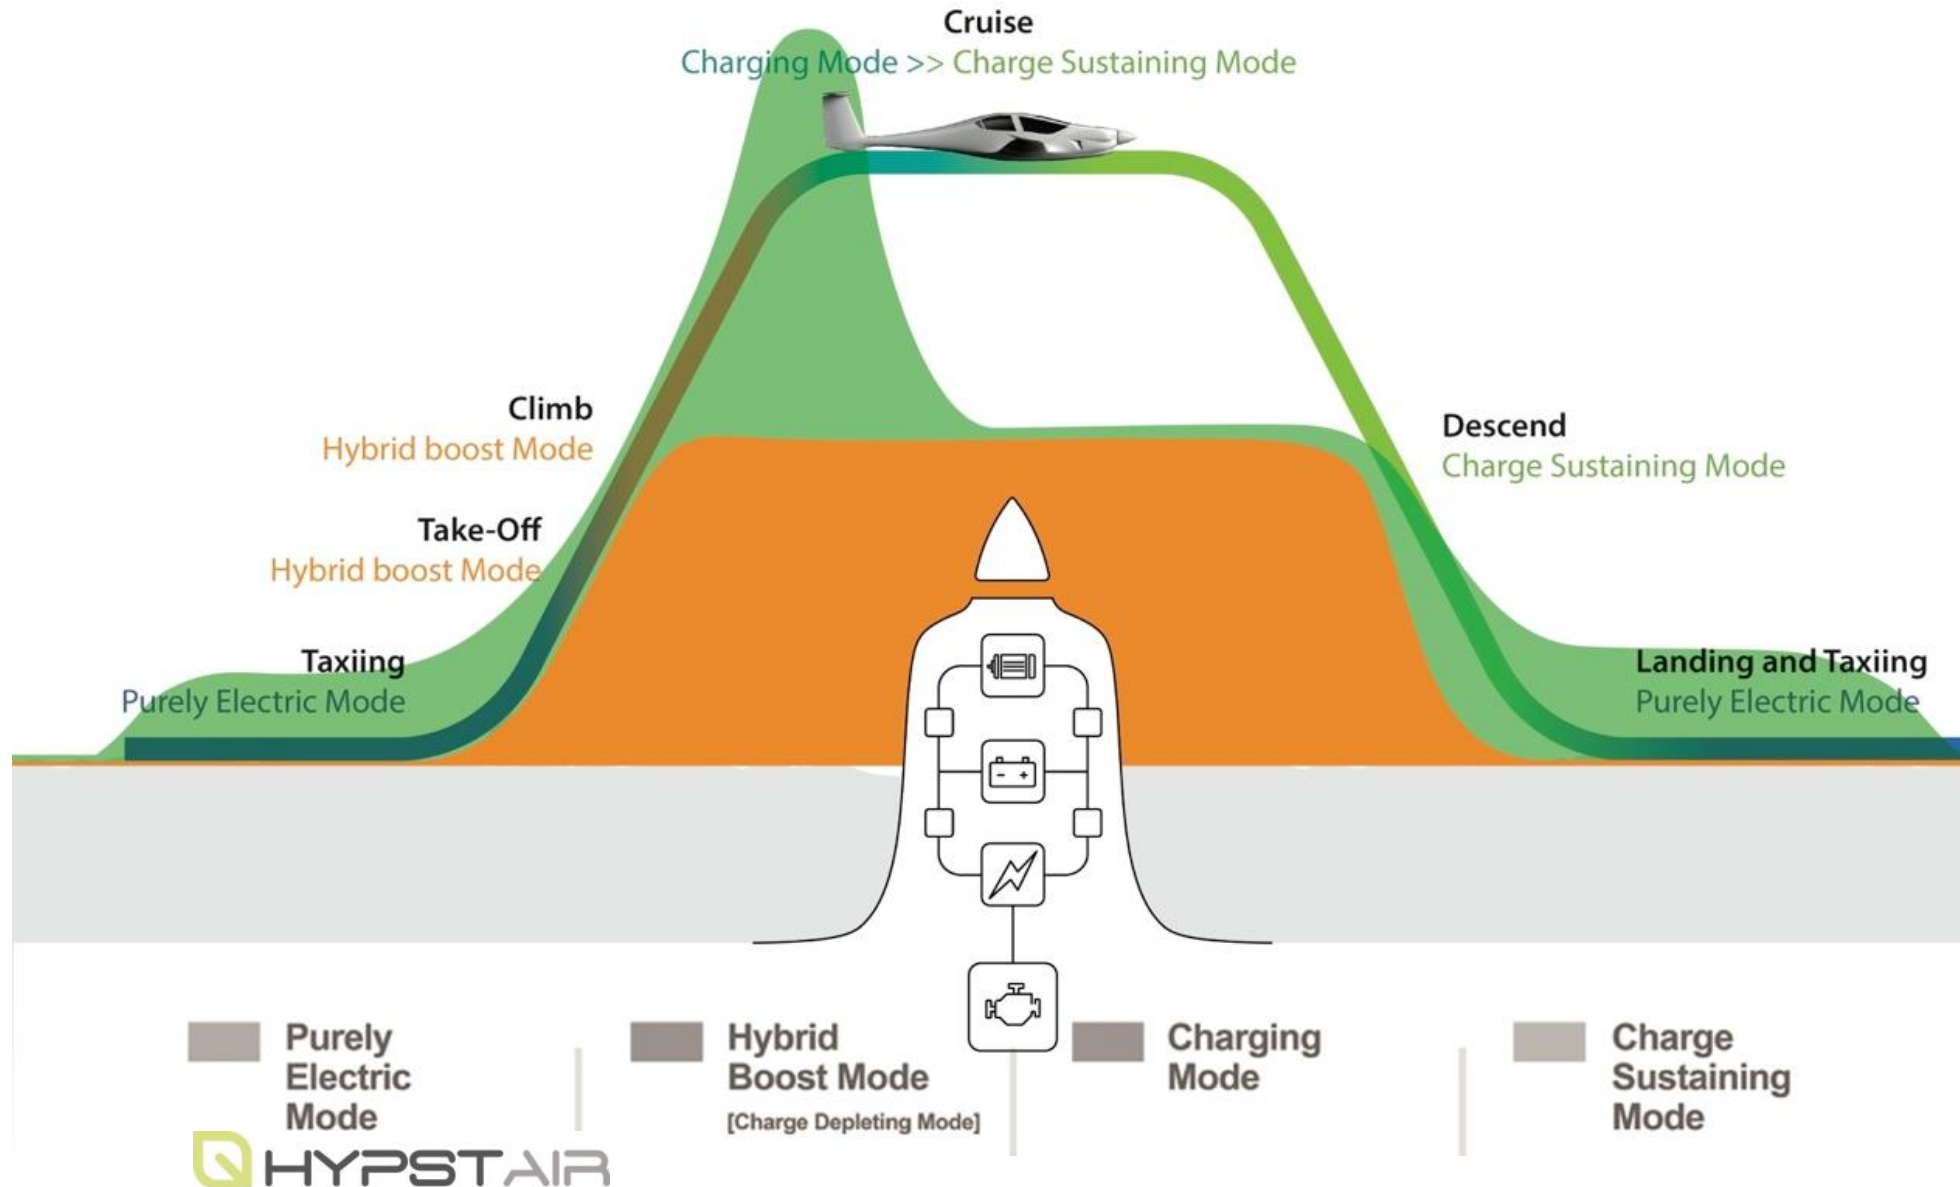 Cruise
Charging Mode >> Charge Sustaining Mode
Climb
Hybrid boost Mode
Take-Off
Hybrid boost Mode
Taxiing
Purely Electric Mode
Descend
Charge Sustaining Mode
Landing and Taxiing
Purely Electric Mode
- +
Purely
Electric
Mode
Hybrid
Boost Mode
[Charge Depleting Mode]
Charging
Mode
Charge
Sustaining
Mode
HYPSTAIR